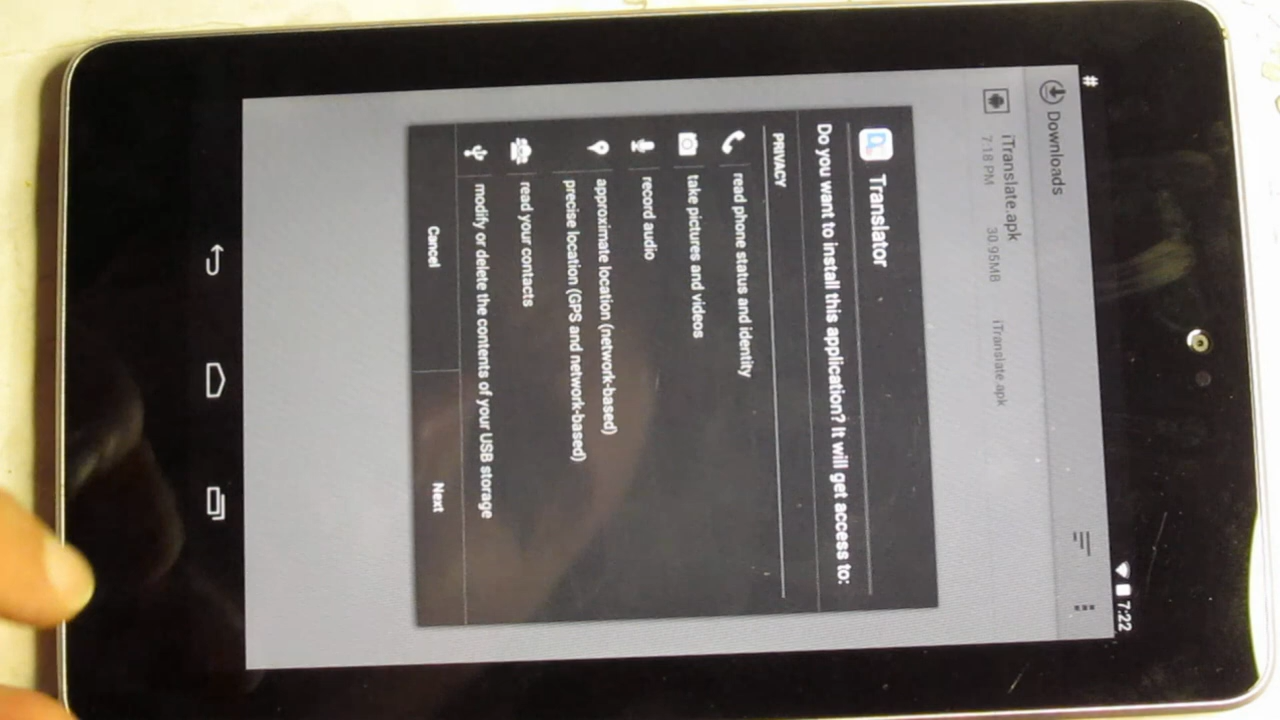 #
7:22
Downloads
iTranslate.apk
7:18 PM
30.95MB
iTranslate.apk
Translator
Do you want to install this application? It will get access to:
PRIVACY
read phone status and identity
take pictures and videos
record audio
approximate location (network-based)
precise location (GPS and network-based)
read your contacts
modify or delete the contents of your USB storage
Cancel
Next